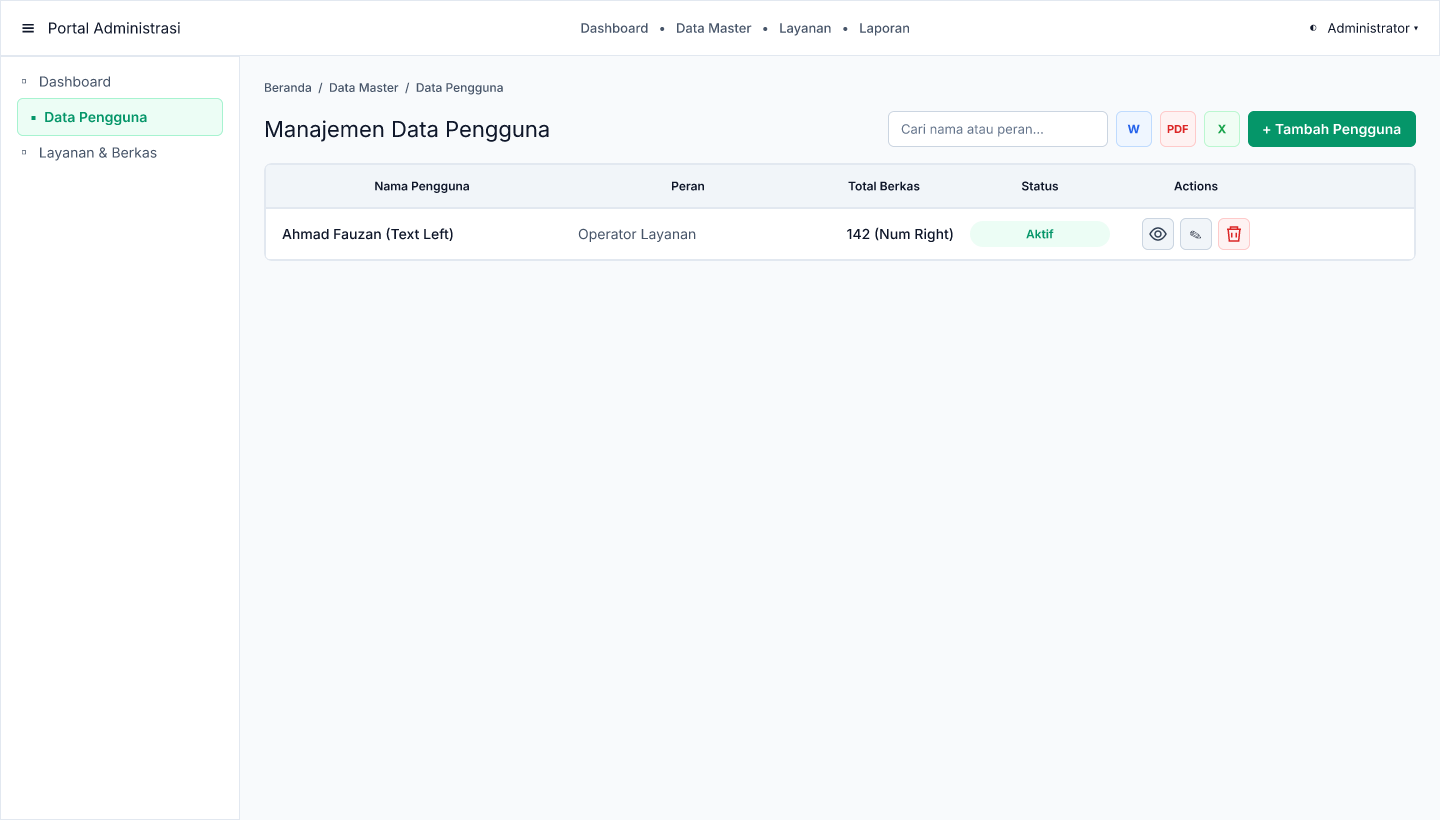 ≡ Portal Administrasi
Dashboard • Data Master • Layanan • Laporan
◐ Administrator ▾
▫ Dashboard
▪ Data Pengguna
▫ Layanan & Berkas
Beranda / Data Master / Data Pengguna
Manajemen Data Pengguna
Cari nama atau peran...
W
PDF
X
+ Tambah Pengguna
Nama Pengguna Peran Total Berkas Status Actions
Ahmad Fauzan (Text Left) Operator Layanan 142 (Num Right) Aktif ✎